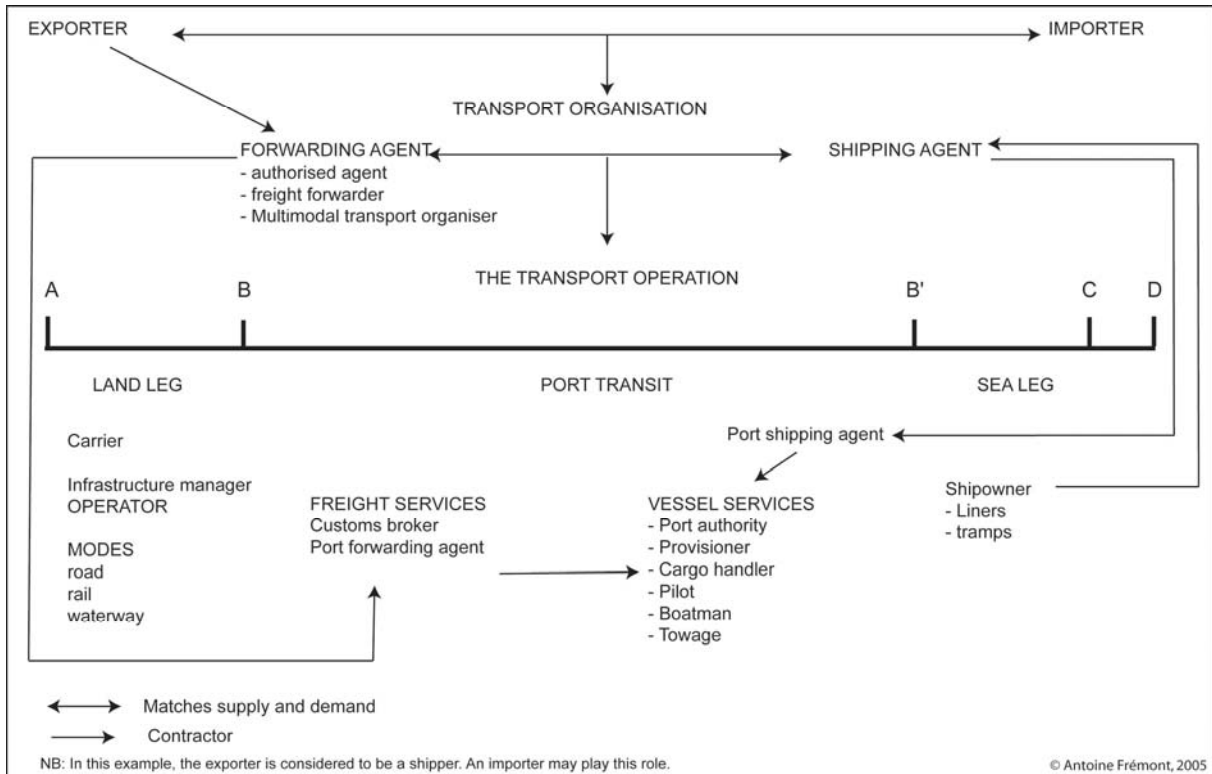 EXPORTER
IMPORTER
TRANSPORT ORGANISATION
FORWARDING AGENT
- authorised agent
- freight forwarder
- Multimodal transport organiser
SHIPPING AGENT
THE TRANSPORT OPERATION
A
B
B'
C
D
LAND LEG
PORT TRANSIT
SEA LEG
Carrier
Infrastructure manager
OPERATOR
MODES
road
rail
waterway
FREIGHT SERVICES
Customs broker
Port forwarding agent
Port shipping agent
VESSEL SERVICES
- Port authority
- Provisioner
- Cargo handler
- Pilot
- Boatman
- Towage
Shipowner
- Liners
- tramps
Matches supply and demand
Contractor
NB: In this example, the exporter is considered to be a shipper. An importer may play this role.
© Antoine Frémont, 2005